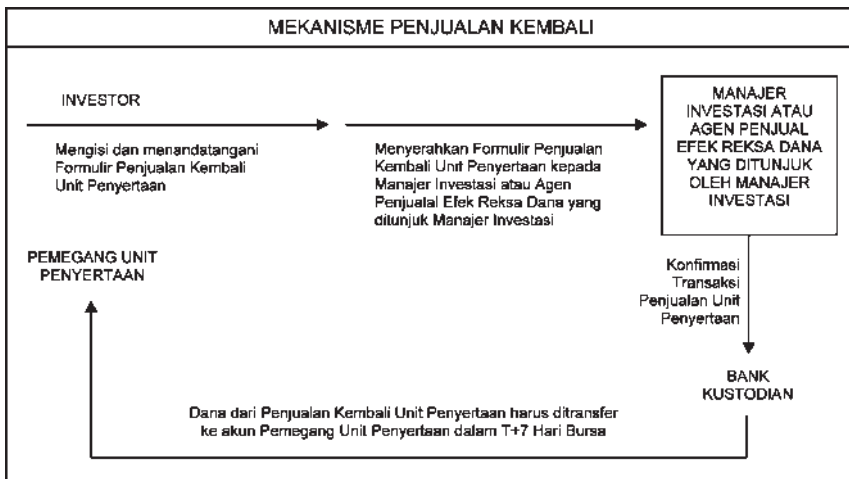 MEKANISME PENJUALAN KEMBALI
INVESTOR
Mengisi dan menandatangani
Formulir Penjualan Kembali
Unit Penyertaan
Menyerahkan Formulir Penjualan
Kembali Unit Penyertaan kepada
Manajer Investasi atau Agen
Penjualal Efek Reksa Dana yang
ditunjuk Manajer Investasi
MANAJER
INVESTASI ATAU
AGEN PENJUAL
EFEK REKSA DANA
YANG DITUNJUK
OLEH MANAJER
INVESTASI
PEMEGANG UNIT
PENYERTAAN
Konfirmasi
Transaksi
Penjualan Unit
Penyertaan
BANK
KUSTODIAN
Dana dari Penjualan Kembali Unit Penyertaan harus ditransfer
ke akun Pemegang Unit Penyertaan dalam T+7 Hari Bursa